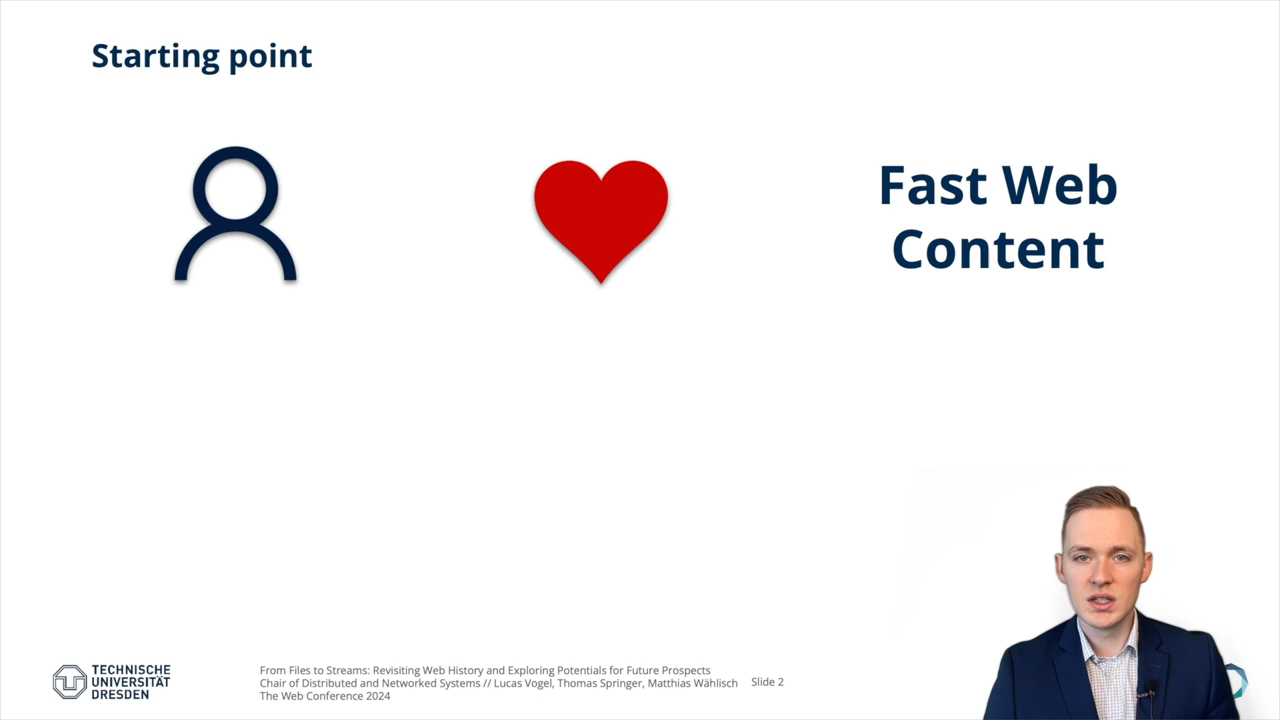 Starting point
Fast Web
Content
TECHNISCHE
UNIVERSITÄT
DRESDEN
From Files to Streams: Revisiting Web History and Exploring Potentials for Future Prospects
Chair of Distributed and Networked Systems // Lucas Vogel, Thomas Springer, Matthias Wählisch
The Web Conference 2024
Slide 2